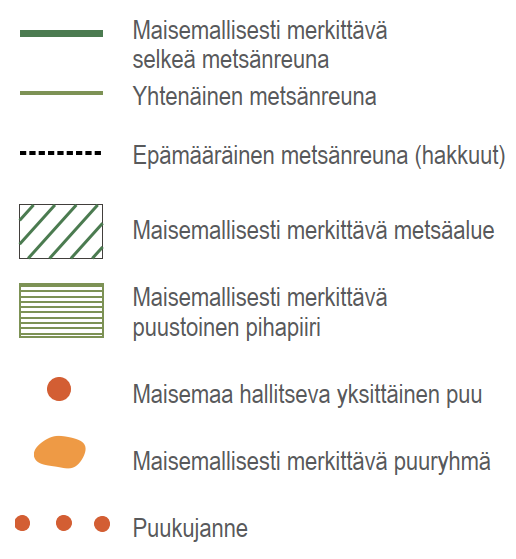 Maisemallisesti merkittävä
selkeä metsänreuna
Yhtenäinen metsänreuna
Epämääräinen metsänreuna (hakkuut)
Maisemallisesti merkittävä metsäalue
Maisemallisesti merkittävä
puustoinen pihapiiri
Maisemaa hallitseva yksittäinen puu
Maisemallisesti merkittävä puuryhmä
Puukujanne